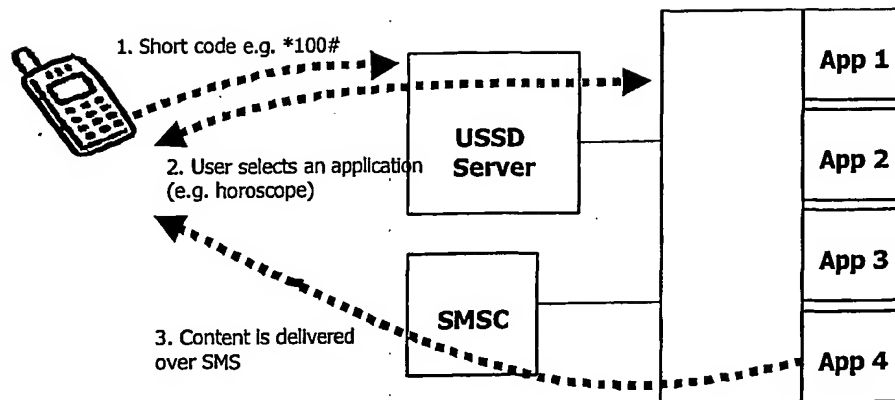 1. Short code e.g. *100#
App 1
USSD
Server
App 2
2. User selects an application
(e.g. horoscope)
App 3
SMSC
3. Content is delivered
over SMS
App 4